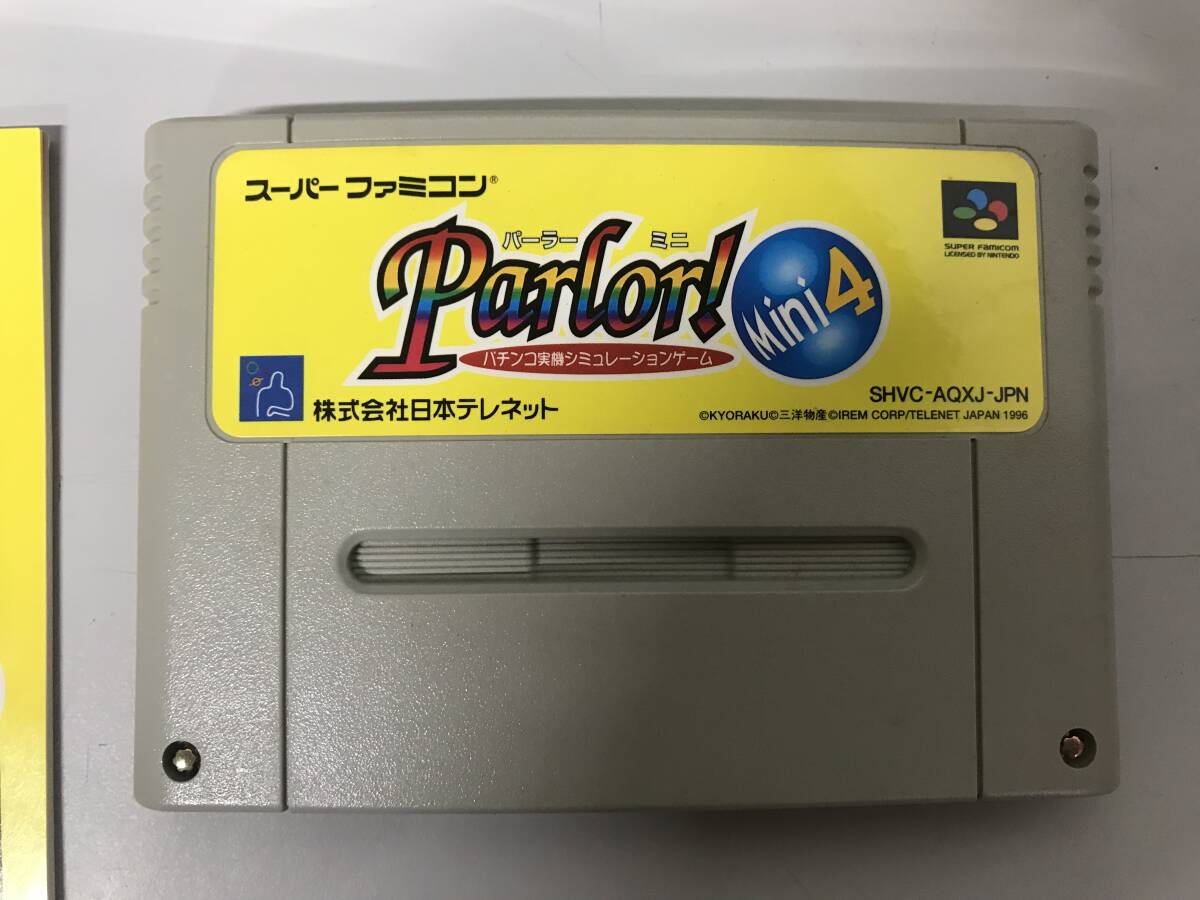 スーパーファミコン®
パーラー ミニ
Parlor! Mini 4
パチンコ実機シミュレーションゲーム
SUPER FAMICOM
LICENSED BY NINTENDO
株式会社日本テレネット
SHVC-AQXJ-JPN
©KYORAKU©三洋物産©IREM CORP/TELENET JAPAN 1996